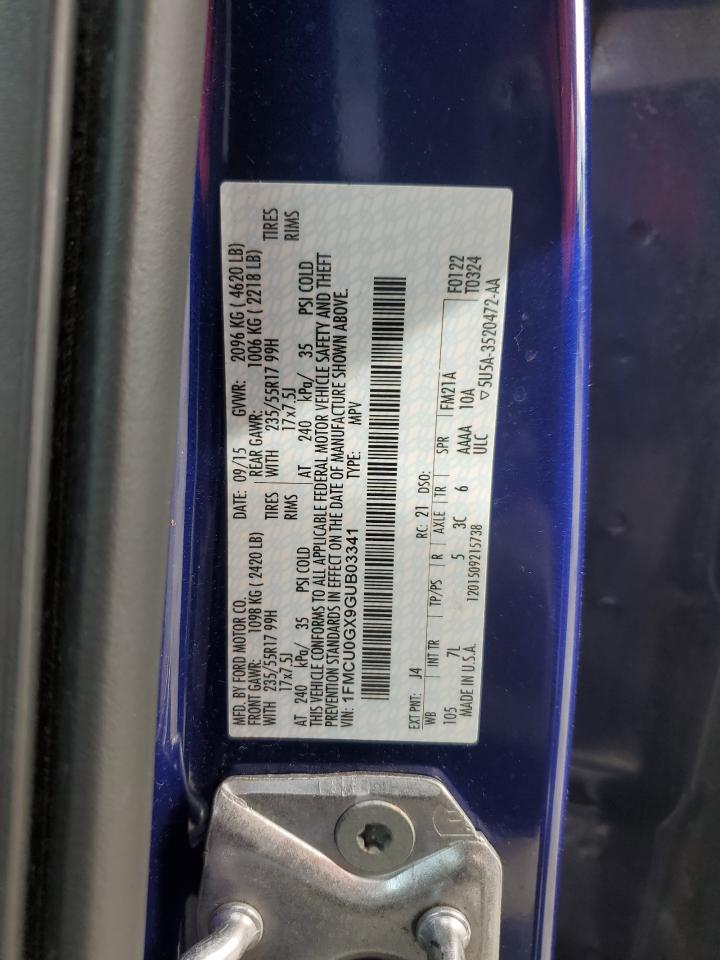 MFD. BY FORD MOTOR CO. DATE: 09/15 GVWR: 2096 KG ( 4620 LB)
FRONT GAWR: 1098 KG ( 2420 LB) REAR GAWR: 1006 KG ( 2218 LB)
WITH 235/55R17 99H TIRES WITH 235/55R17 99H TIRES
17x7.5J RIMS 17x7.5J RIMS
AT 240 kPa/ 35 PSI COLD AT 240 kPa/ 35 PSI COLD
THIS VEHICLE CONFORMS TO ALL APPLICABLE FEDERAL MOTOR VEHICLE SAFETY AND THEFT
PREVENTION STANDARDS IN EFFECT ON THE DATE OF MANUFACTURE SHOWN ABOVE.
VIN: 1FMCU0GX9GUB03341 TYPE: MPV
EXT PNT: J4 RC: 21 DSO: F0122
WB INT TR TP/PS R AXLE TR SPR FM21A T0324
105 7L 5 3C 6 AAAA 10A
MADE IN U.S.A. 1201509215738 ULC ▽5U5A-3520472-AA